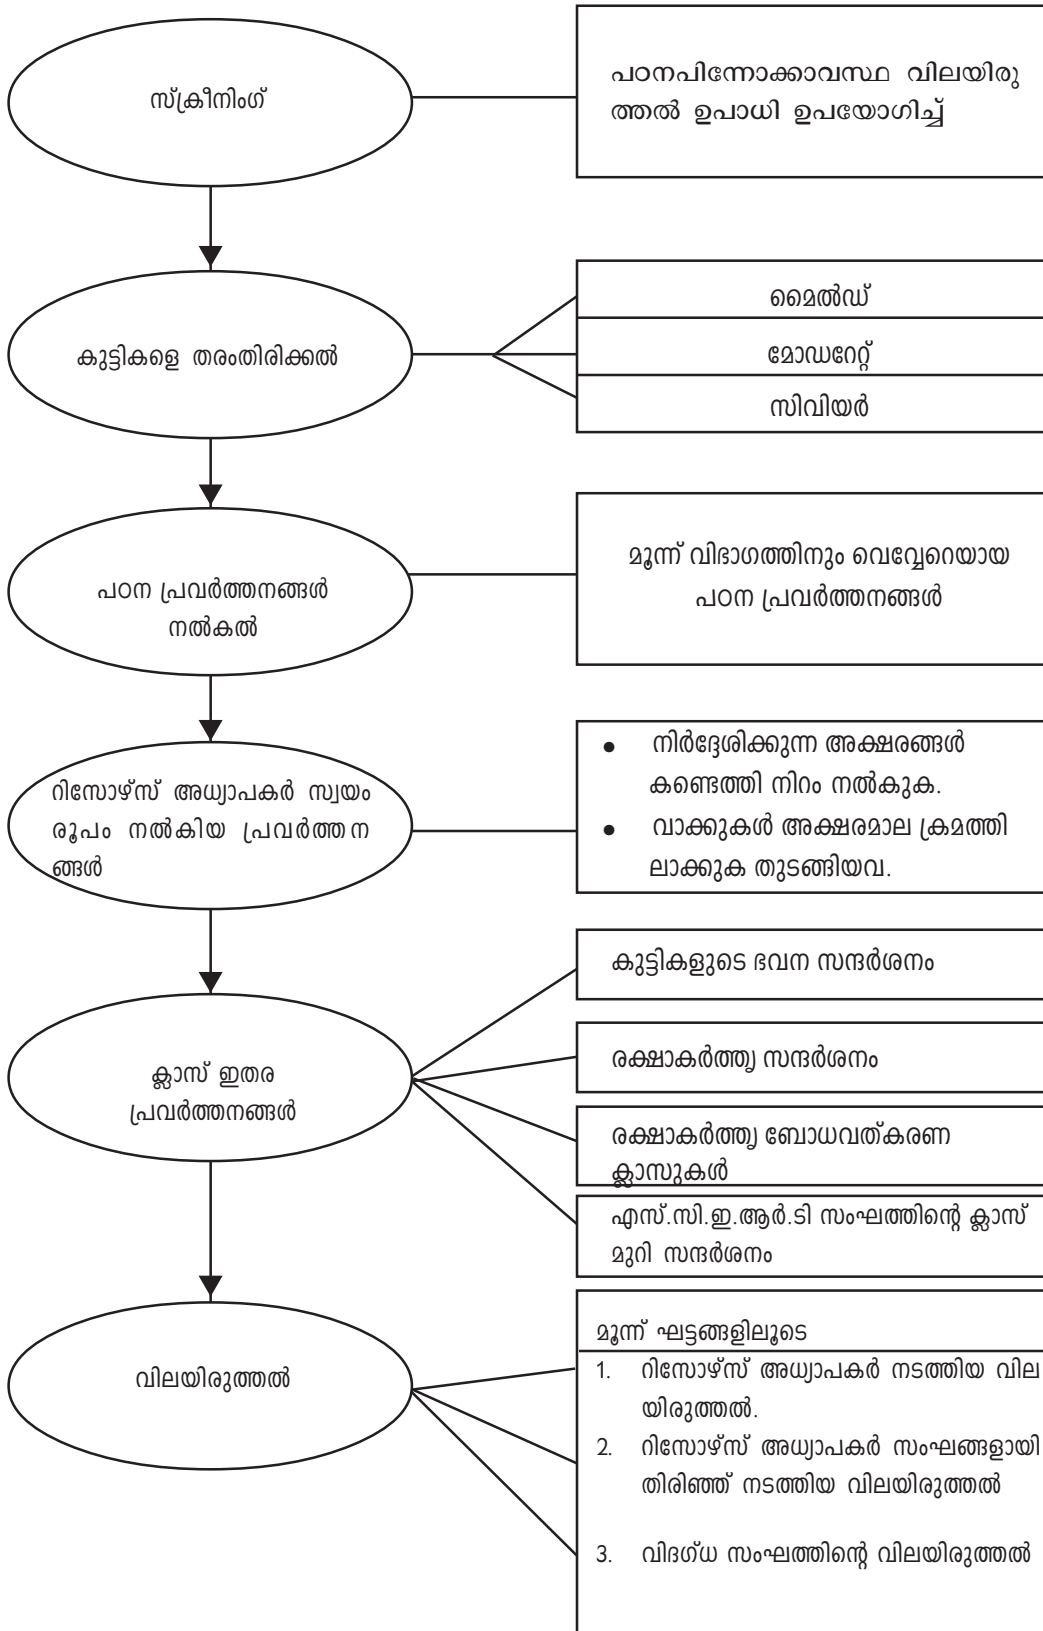 സ്ക്രീനിംഗ്
പഠനപിന്നോക്കാവസ്ഥ വിലയിരു
ത്തൽ ഉപാധി ഉപയോഗിച്ച്
കുട്ടികളെ തരംതിരിക്കൽ
മൈൽഡ്
മോഡറേറ്റ്
സിവിയർ
പഠന പ്രവർത്തനങ്ങൾ
നൽകൽ
മൂന്ന് വിഭാഗത്തിനും വെവ്വേറെയായ
പഠന പ്രവർത്തനങ്ങൾ
റിസോഴ്സ് അധ്യാപകർ സ്വയം
രൂപം നൽകിയ പ്രവർത്തന
ങ്ങൾ
• നിർദ്ദേശിക്കുന്ന അക്ഷരങ്ങൾ
കണ്ടെത്തി നിറം നൽകുക.
• വാക്കുകൾ അക്ഷരമാല ക്രമത്തി
ലാക്കുക തുടങ്ങിയവ.
ക്ലാസ് ഇതര
പ്രവർത്തനങ്ങൾ
കുട്ടികളുടെ ഭവന സന്ദർശനം
രക്ഷാകർത്തൃ സന്ദർശനം
രക്ഷാകർത്തൃ ബോധവത്കരണ
ക്ലാസുകൾ
എസ്.സി.ഇ.ആർ.ടി സംഘത്തിന്റെ ക്ലാസ്
മുറി സന്ദർശനം
വിലയിരുത്തൽ
മൂന്ന് ഘട്ടങ്ങളിലൂടെ
1. റിസോഴ്സ് അധ്യാപകർ നടത്തിയ വില
യിരുത്തൽ.
2. റിസോഴ്സ് അധ്യാപകർ സംഘങ്ങളായി
തിരിഞ്ഞ് നടത്തിയ വിലയിരുത്തൽ
3. വിദഗ്ധ സംഘത്തിന്റെ വിലയിരുത്തൽ